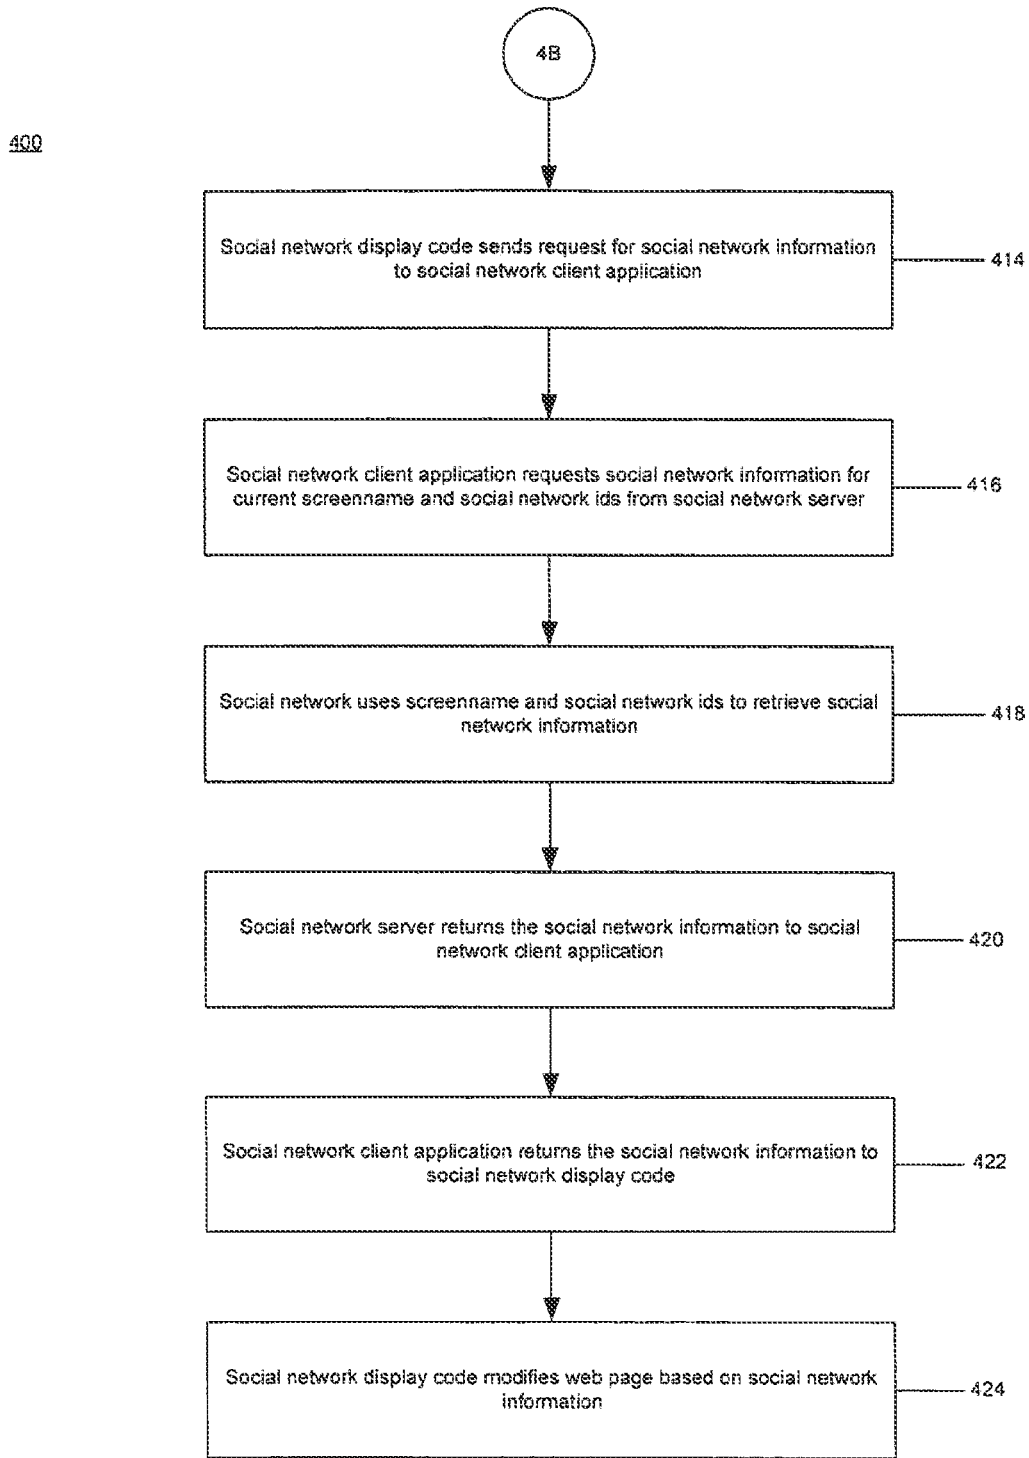 4B
400
Social network display code sends request for social network information
to social network client application
414
Social network client application requests social network information for
current screenname and social network ids from social network server
416
Social network uses screenname and social network ids to retrieve social
network information
418
Social network server returns the social network information to social
network client application
420
Social network client application returns the social network information to
social network display code
422
Social network display code modifies web page based on social network
information
424